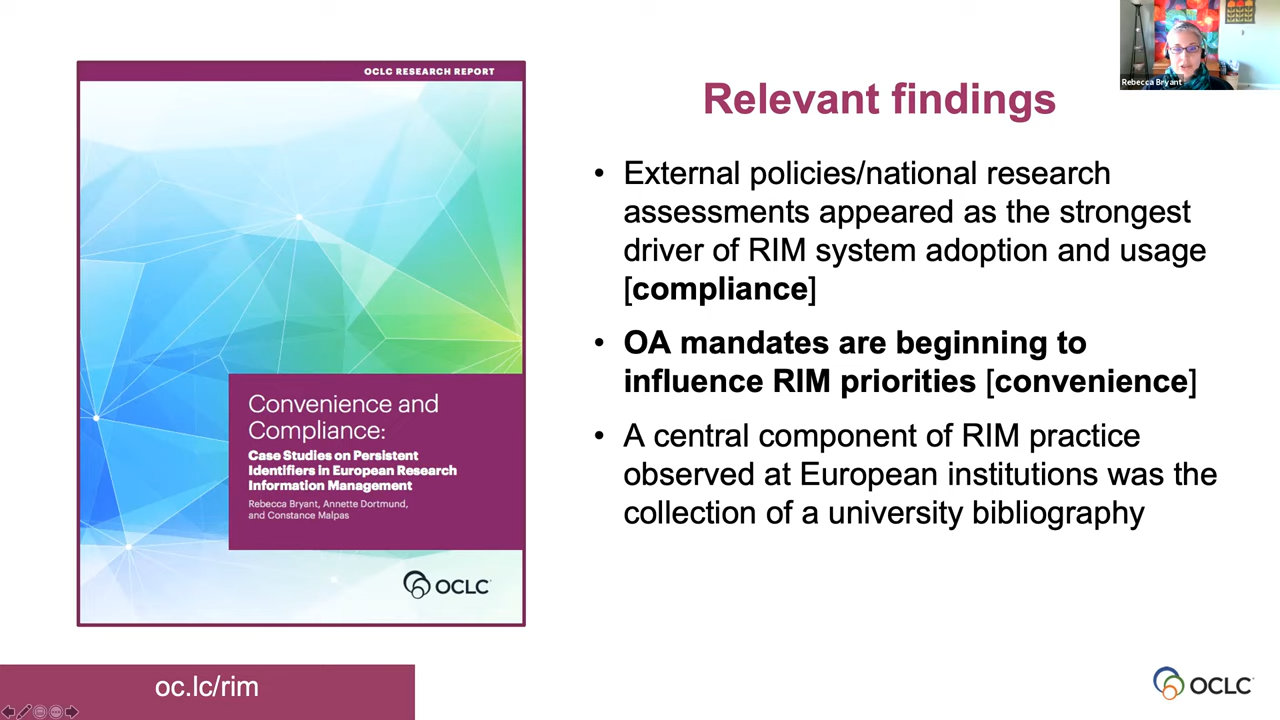 OCLC RESEARCH REPORT
Convenience and
Compliance:
Case Studies on Persistent
Identifiers in European Research
Information Management
Rebecca Bryant, Annette Dortmund,
and Constance Malpas
OCLC
Relevant findings
• External policies/national research
assessments appeared as the strongest
driver of RIM system adoption and usage
[compliance]
• OA mandates are beginning to
influence RIM priorities [convenience]
• A central component of RIM practice
observed at European institutions was the
collection of a university bibliography
Rebecca Bryant
oc.lc/rim
OCLC